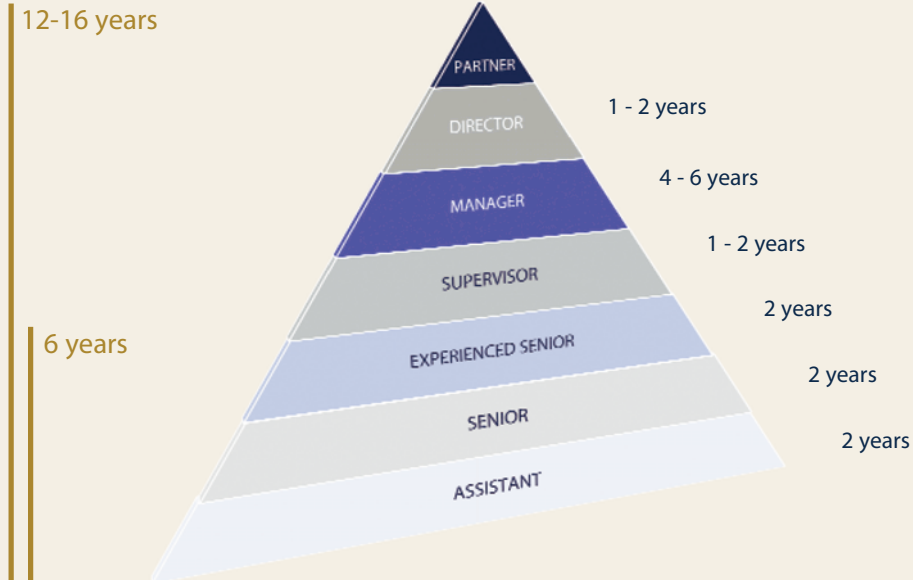 12-16 years
PARTNER
1 - 2 years
DIRECTOR
4 - 6 years
MANAGER
1 - 2 years
SUPERVISOR
2 years
6 years
EXPERIENCED SENIOR
2 years
SENIOR
2 years
ASSISTANT